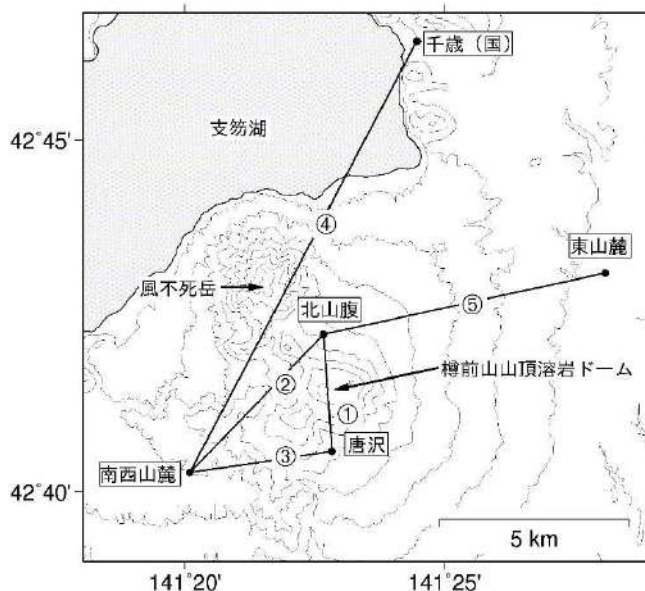 千歳(国)
支笏湖
42˚45'
④
東山麓
風不死岳
北山腹
⑤
②
樽前山山頂溶岩ドーム
①
唐沢
③
南西山麓
42˚40'
5 km
141˚20'
141˚25'